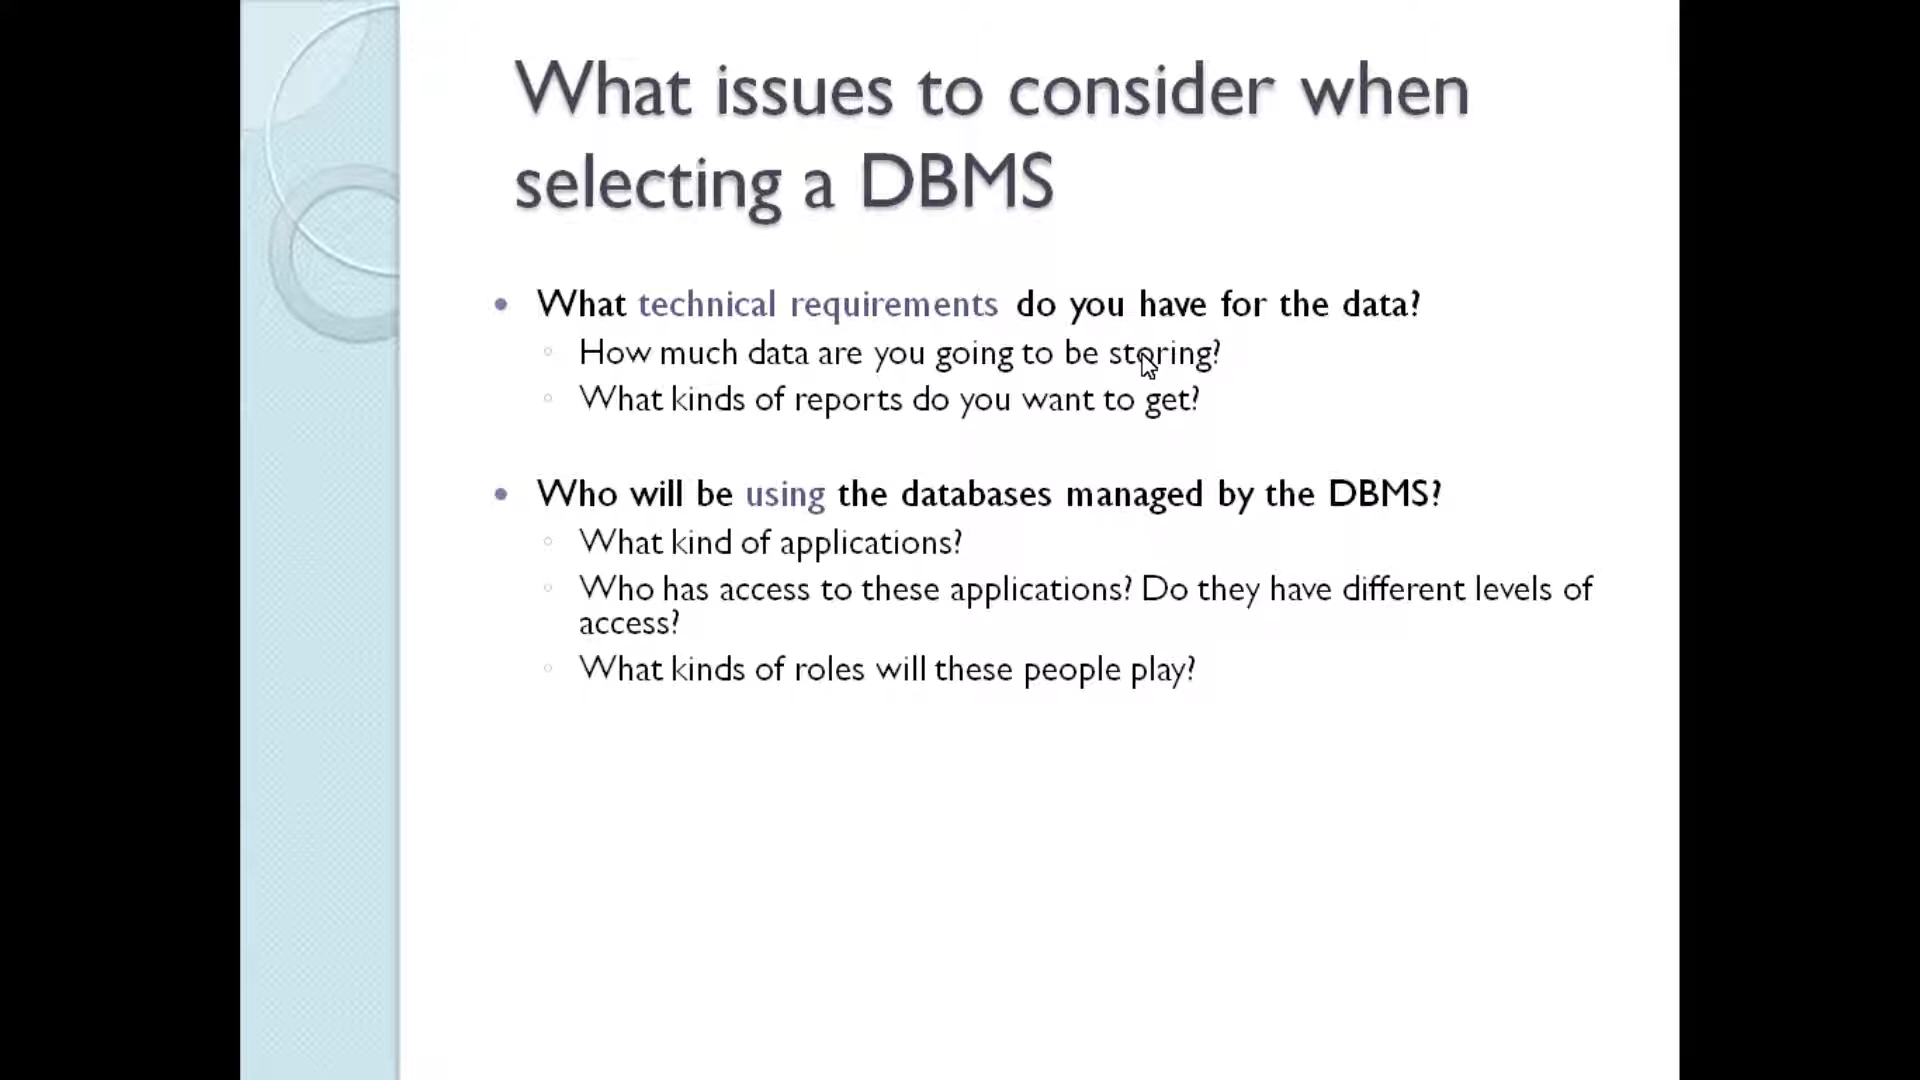 What issues to consider when
selecting a DBMS
• What technical requirements do you have for the data?
◦ How much data are you going to be storing?
◦ What kinds of reports do you want to get?
• Who will be using the databases managed by the DBMS?
◦ What kind of applications?
◦ Who has access to these applications? Do they have different levels of
access?
◦ What kinds of roles will these people play?